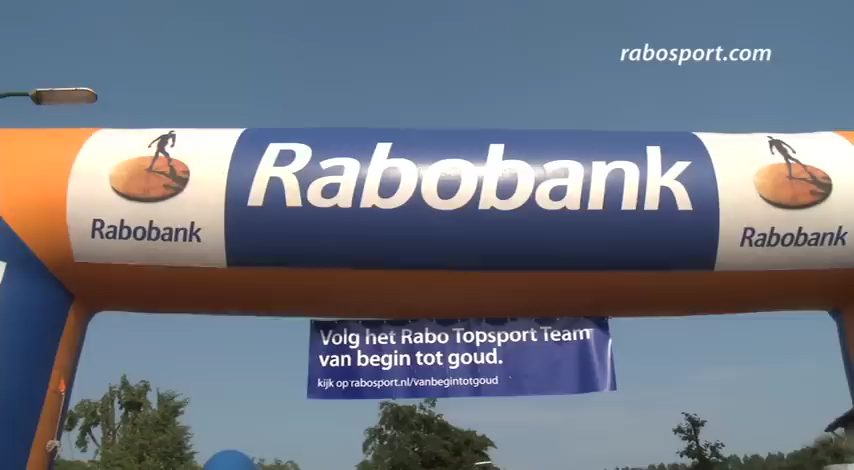 rabosport.com
Rabobank
Rabobank
Rabobank
Volg het Rabo Topsport Team
van begin tot goud.
kijk op rabosport.nl/vanbegintotgoud